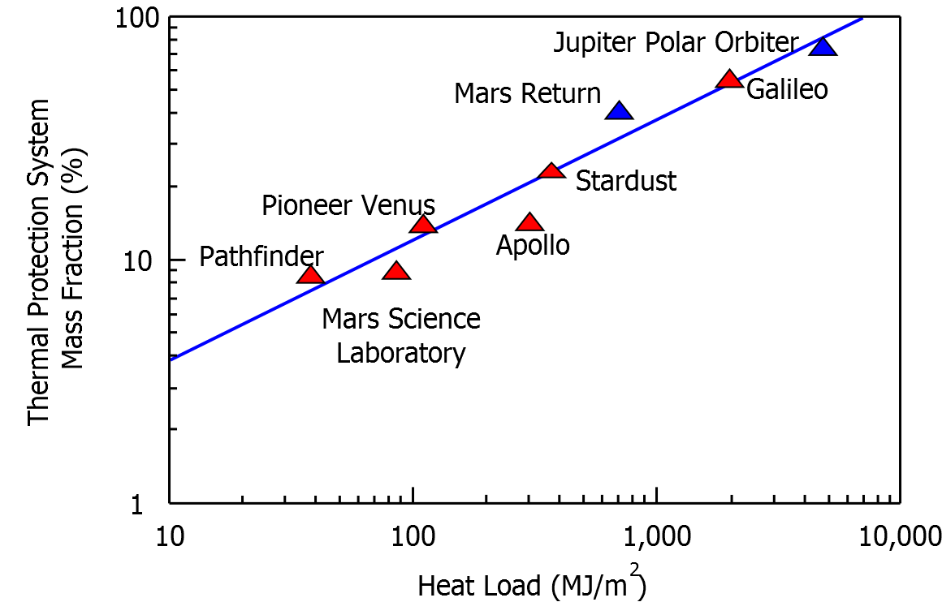 Thermal Protection System
Mass Fraction (%)
100
10
1
Jupiter Polar Orbiter
Mars Return
Galileo
Stardust
Pioneer Venus
Apollo
Pathfinder
Mars Science
Laboratory
10
100
1,000
10,000
Heat Load (MJ/m²)